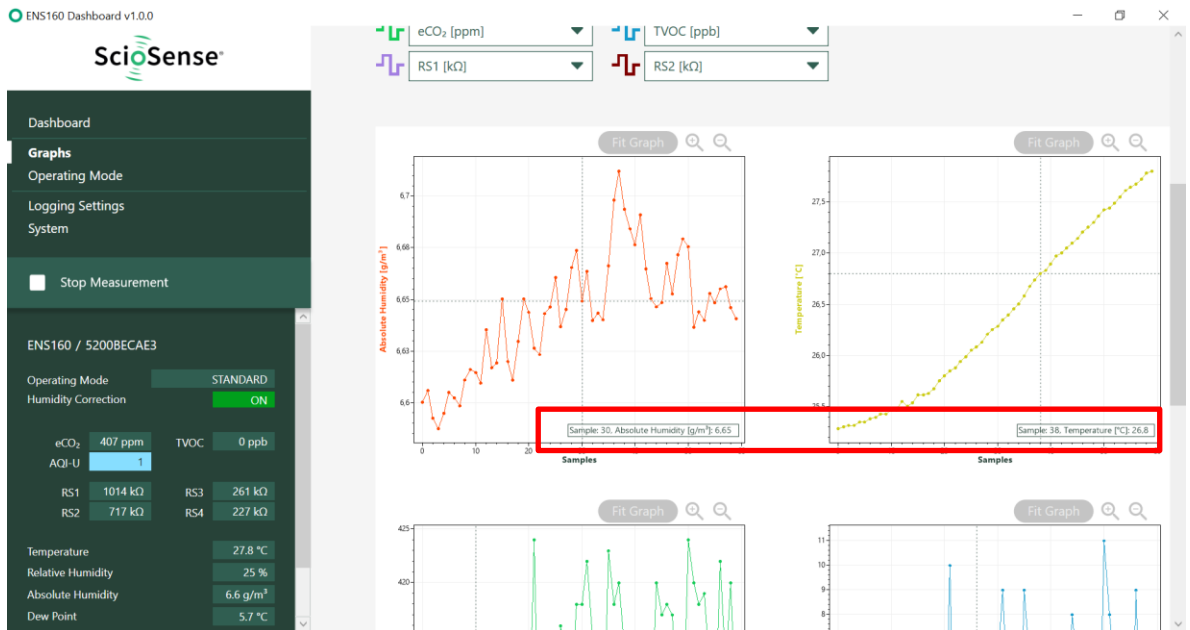 ENS160 Dashboard v1.0.0
ScioSense®
Dashboard
Graphs
Operating Mode
Logging Settings
System
Stop Measurement
ENS160 / 5200BECAE3
Operating Mode STANDARD
Humidity Correction ON
eCO₂ 407 ppm TVOC 0 ppb
AQI-U 1
RS1 1014 kΩ RS3 261 kΩ
RS2 717 kΩ RS4 227 kΩ
Temperature 27.8 °C
Relative Humidity 25 %
Absolute Humidity 6.6 g/m³
Dew Point 5.7 °C
eCO₂ [ppm] TVOC [ppb]
RS1 [kΩ] RS2 [kΩ]
Fit Graph
Absolute Humidity [g/m³]
6,7
6,68
6,65
6,63
6,6
0 10 20
Sample: 30. Absolute Humidity [g/m³]: 6,65
Samples
Fit Graph
Temperature [°C]
27,5
27,0
26,5
26,0
25,5
Sample: 38. Temperature [°C]: 26.8
Samples
Fit Graph
425
420
Fit Graph
11
10
9
8